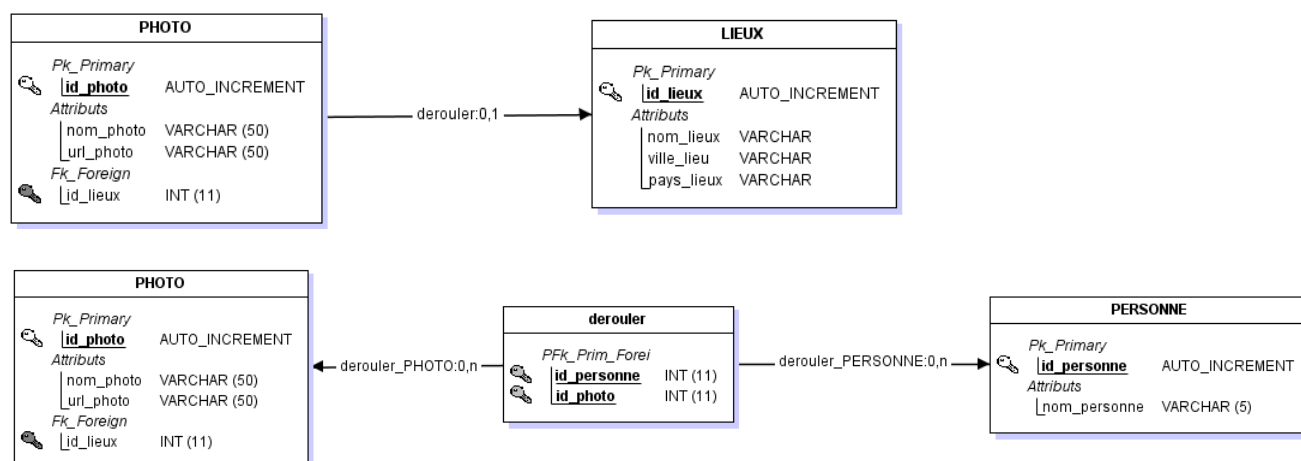 PHOTO
Pk_Primary
id_photo AUTO_INCREMENT
Attributs
nom_photo VARCHAR (50)
url_photo VARCHAR (50)
Fk_Foreign
id_lieux INT (11)
derouler:0,1
LIEUX
Pk_Primary
id_lieux AUTO_INCREMENT
Attributs
nom_lieux VARCHAR
ville_lieu VARCHAR
pays_lieux VARCHAR
PHOTO
Pk_Primary
id_photo AUTO_INCREMENT
Attributs
nom_photo VARCHAR (50)
url_photo VARCHAR (50)
Fk_Foreign
id_lieux INT (11)
derouler_PHOTO:0,n
derouler
PFk_Prim_Forei
id_personne INT (11)
id_photo INT (11)
derouler_PERSONNE:0,n
PERSONNE
Pk_Primary
id_personne AUTO_INCREMENT
Attributs
nom_personne VARCHAR (5)